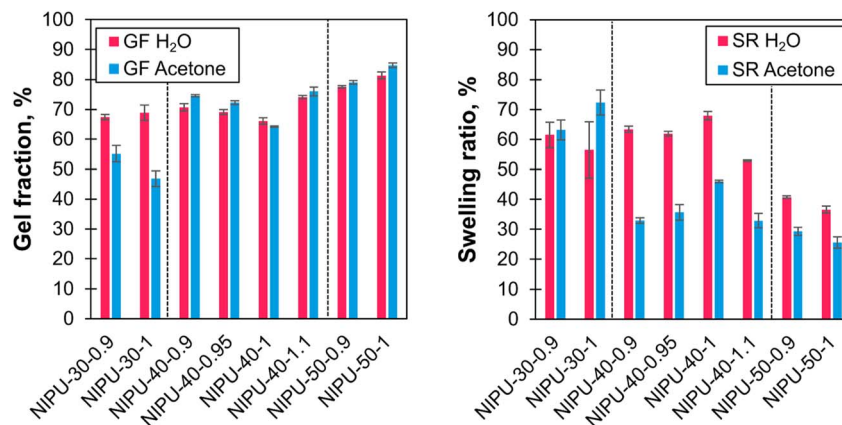 GF H₂O
GF Acetone
Gel fraction, %
100
90
80
70
60
50
40
30
20
10
0
NIPU-30-0.9
NIPU-30-1
NIPU-40-0.9
NIPU-40-0.95
NIPU-40-1
NIPU-40-1.1
NIPU-50-0.9
NIPU-50-1
SR H₂O
SR Acetone
Swelling ratio, %
100
90
80
70
60
50
40
30
20
10
0
NIPU-30-0.9
NIPU-30-1
NIPU-40-0.9
NIPU-40-0.95
NIPU-40-1
NIPU-40-1.1
NIPU-50-0.9
NIPU-50-1